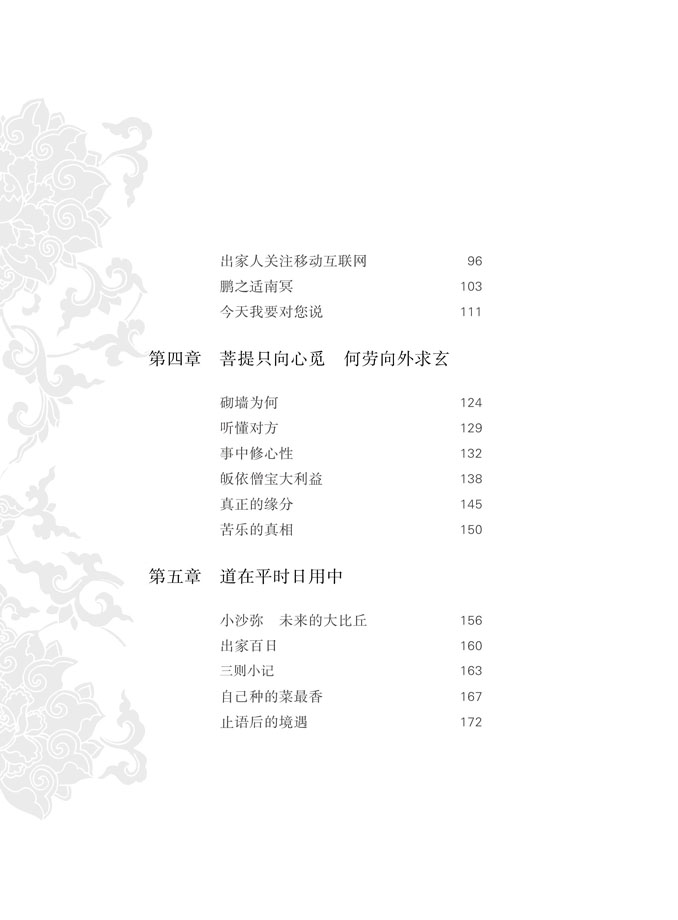 出家人关注移动互联网 96
鹏之适南冥 103
今天我要对您说 111
第四章 菩提只向心觅 何劳向外求玄
砌墙为何 124
听懂对方 129
事中修心性 132
皈依僧宝大利益 138
真正的缘分 145
苦乐的真相 150
第五章 道在平时日用中
小沙弥 未来的大比丘 156
出家百日 160
三则小记 163
自己种的菜最香 167
止语后的境遇 172